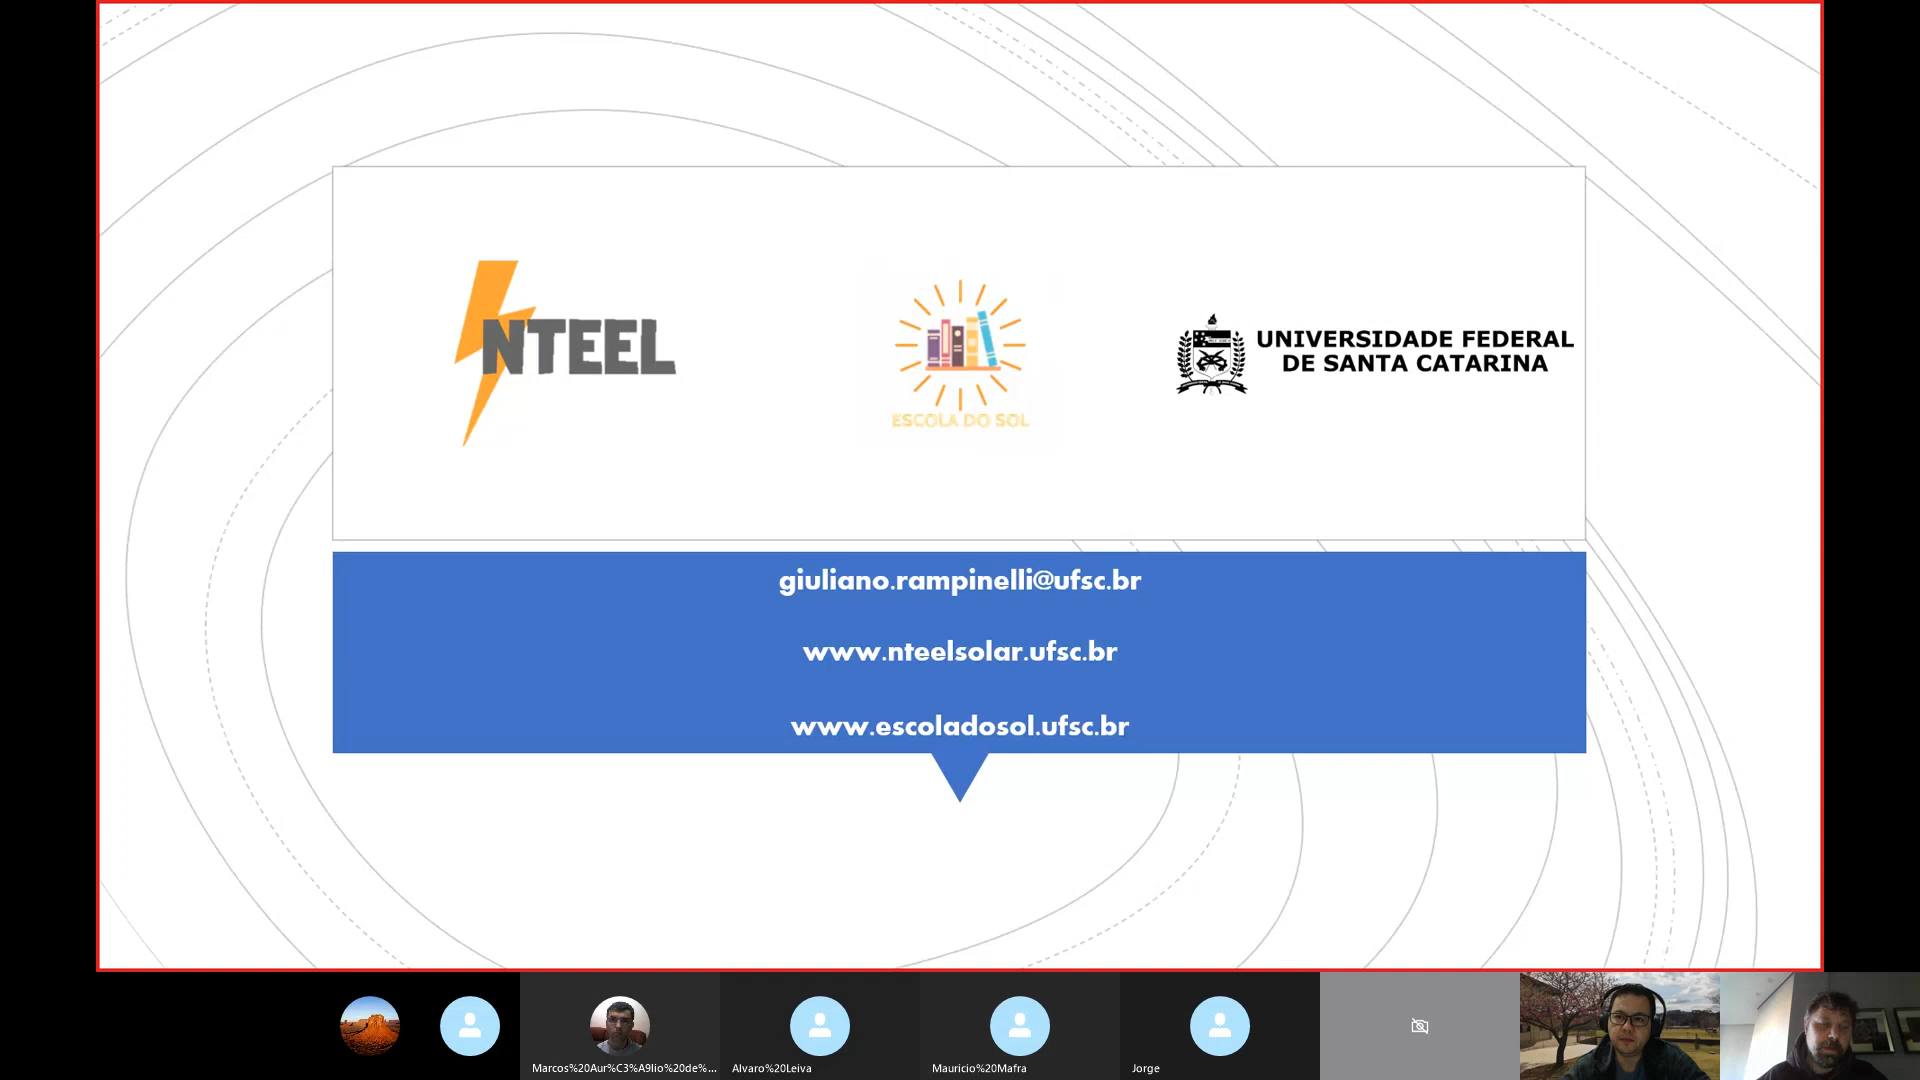 NTEEL
ESCOLA DO SOL
UNIVERSIDADE FEDERAL
DE SANTA CATARINA
giuliano.rampinelli@ufsc.br
www.nteelsolar.ufsc.br
www.escoladosol.ufsc.br
Marcos%20Aur%C3%A9lio%20de%...
Alvaro%20Leiva
Mauricio%20Mafra
Jorge